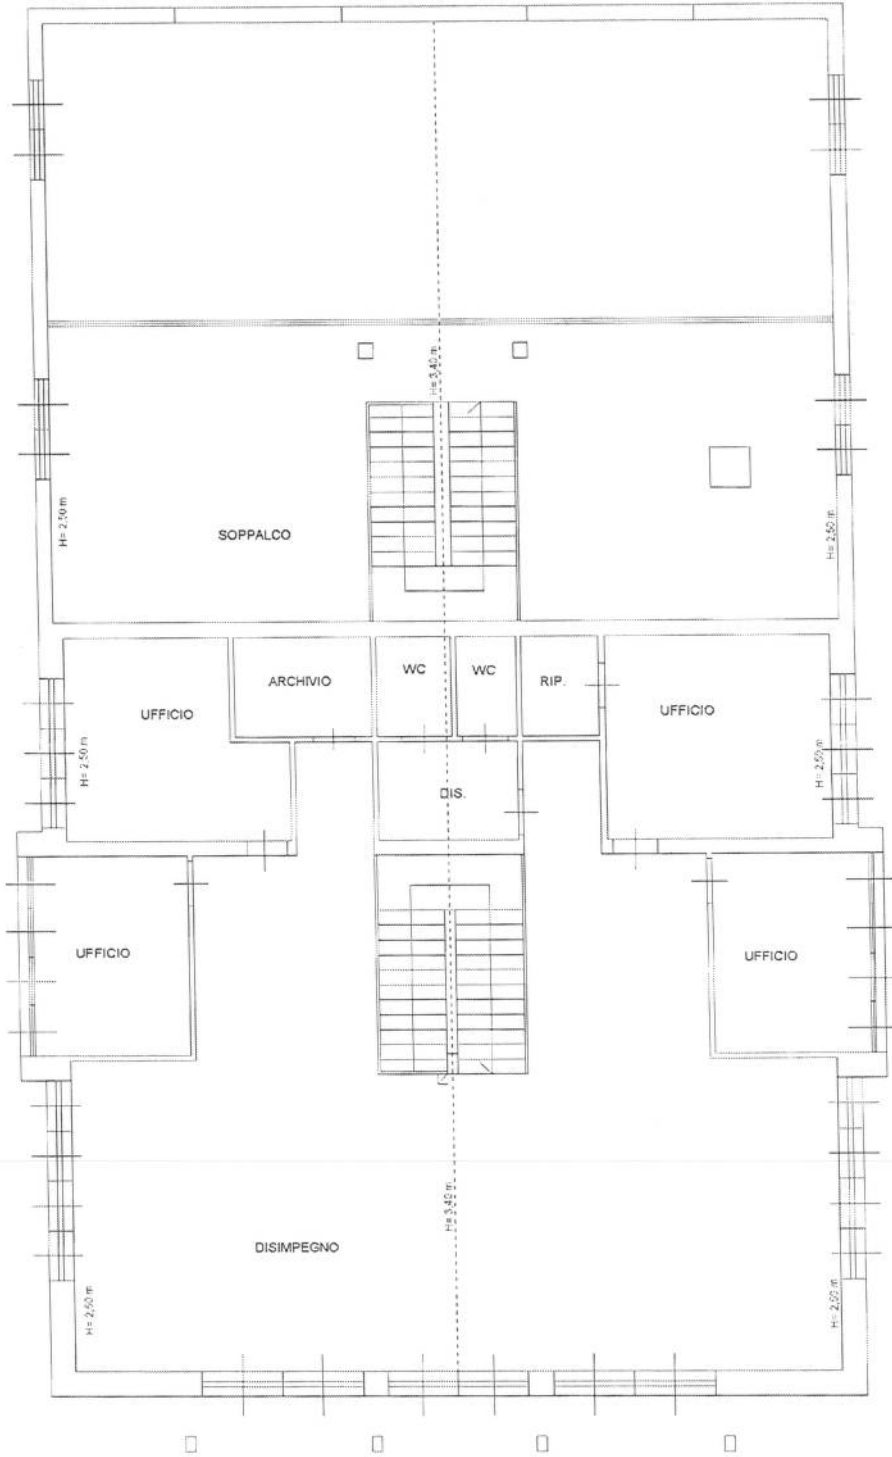 H= 3,40 m
H= 2,50 m
SOPPALCO
H= 2,50 m
UFFICIO
ARCHIVIO
WC
WC
RIP.
UFFICIO
H= 2,50 m
H= 2,50 m
DIS.
UFFICIO
UFFICIO
H= 3,40 m
DISIMPEGNO
H= 2,50 m
H= 2,50 m